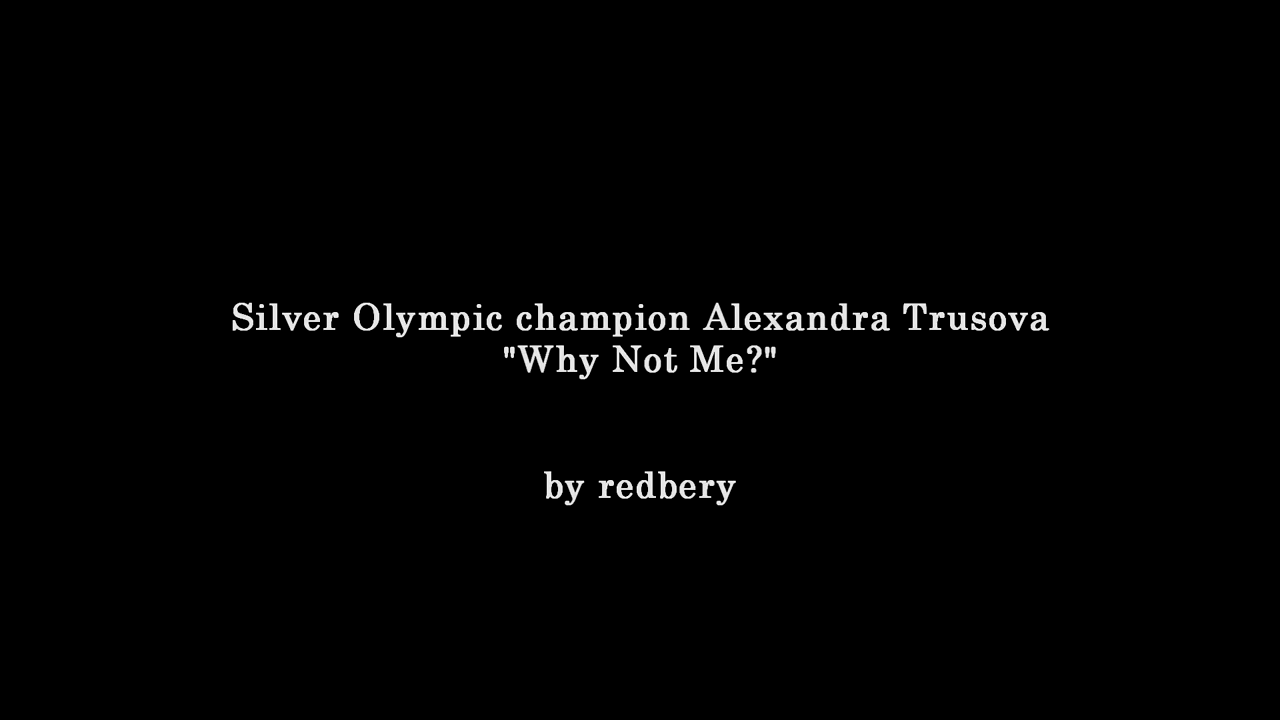 Silver Olympic champion Alexandra Trusova
"Why Not Me?"
by redbery